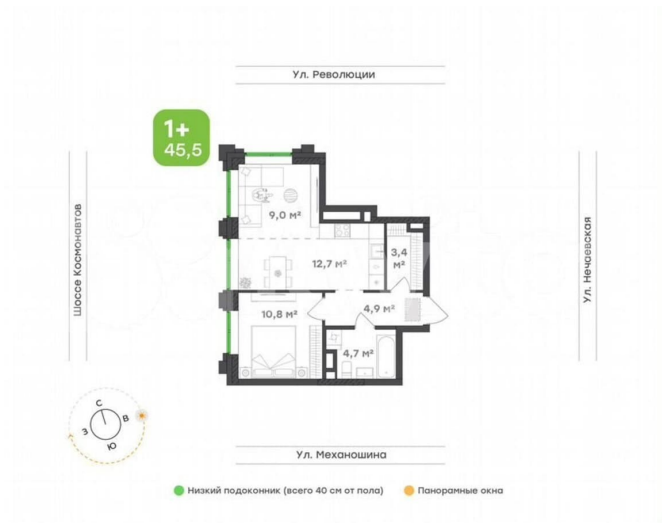 Ул. Революции
1+
45,5
Шоссе Космонавтов
Ул. Нечаевская
9,0 м²
12,7 м²
3,4
м²
10,8 м²
4,9 м²
4,7 м²
С
В
З
Ю
Ул. Механошина
Низкий подоконник (всего 40 см от пола)
Панорамные окна